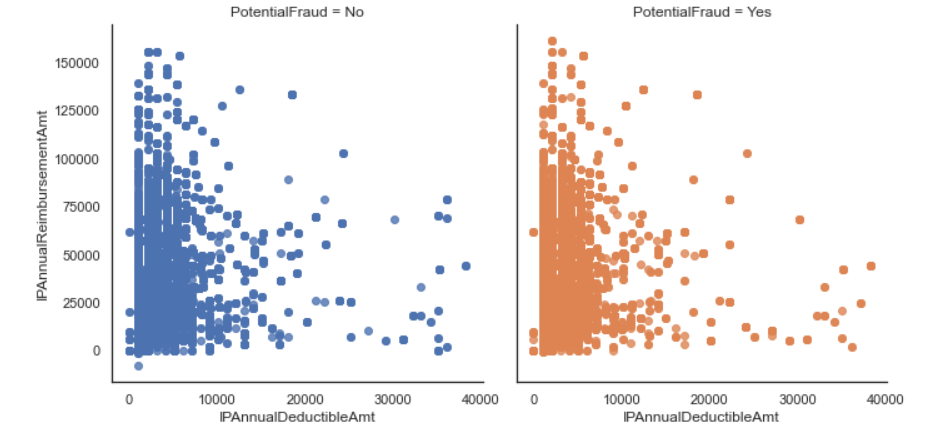 PotentialFraud = No
PotentialFraud = Yes
IPAnnualReimbursementAmt
150000
125000
100000
75000
50000
25000
0
0 10000 20000 30000 40000
IPAnnualDeductibleAmt
0 10000 20000 30000 40000
IPAnnualDeductibleAmt